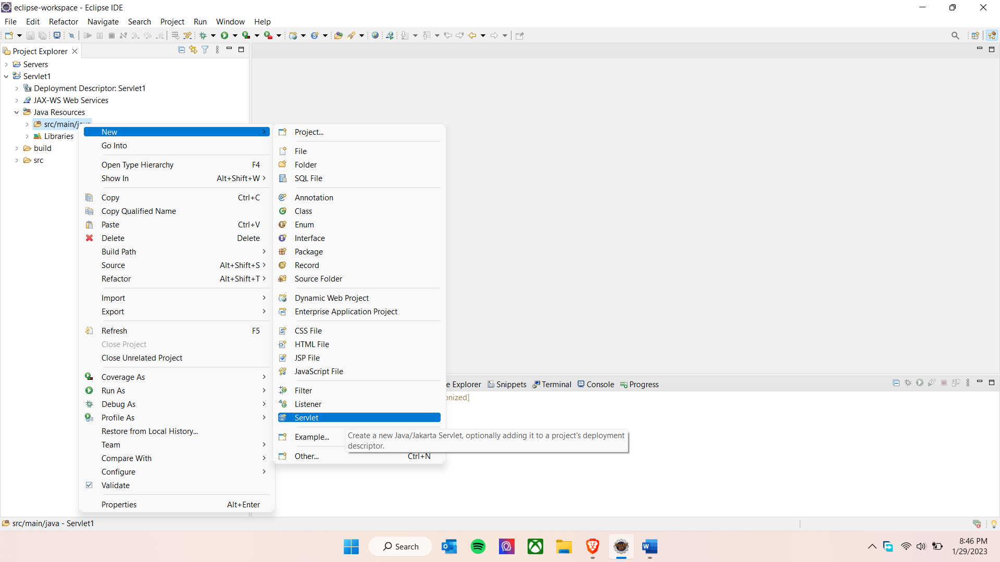 eclipse-workspace - Eclipse IDE
File Edit Refactor Navigate Search Project Run Window Help
Project Explorer
Servers
Servlet1
Deployment Descriptor: Servlet1
JAX-WS Web Services
Java Resources
src/main/java
Libraries
build
src
New
Go Into
Open Type Hierarchy F4
Show In Alt+Shift+W
Copy Ctrl+C
Copy Qualified Name
Paste Ctrl+V
Delete Delete
Build Path
Source Alt+Shift+S
Refactor Alt+Shift+T
Import
Export
Refresh F5
Close Project
Close Unrelated Project
Coverage As
Run As
Debug As
Profile As
Restore from Local History...
Team
Compare With
Configure
Validate
Properties Alt+Enter
Project...
File
Folder
SQL File
Annotation
Class
Enum
Interface
Package
Record
Source Folder
Dynamic Web Project
Enterprise Application Project
CSS File
HTML File
JSP File
JavaScript File
Filter
Listener
Servlet
Example...
Other... Ctrl+N
Create a new Java/Jakarta Servlet, optionally adding it to a project's deployment
descriptor.
e Explorer Snippets Terminal Console Progress
onized]
src/main/java - Servlet1
Search
8:46 PM
1/29/2023